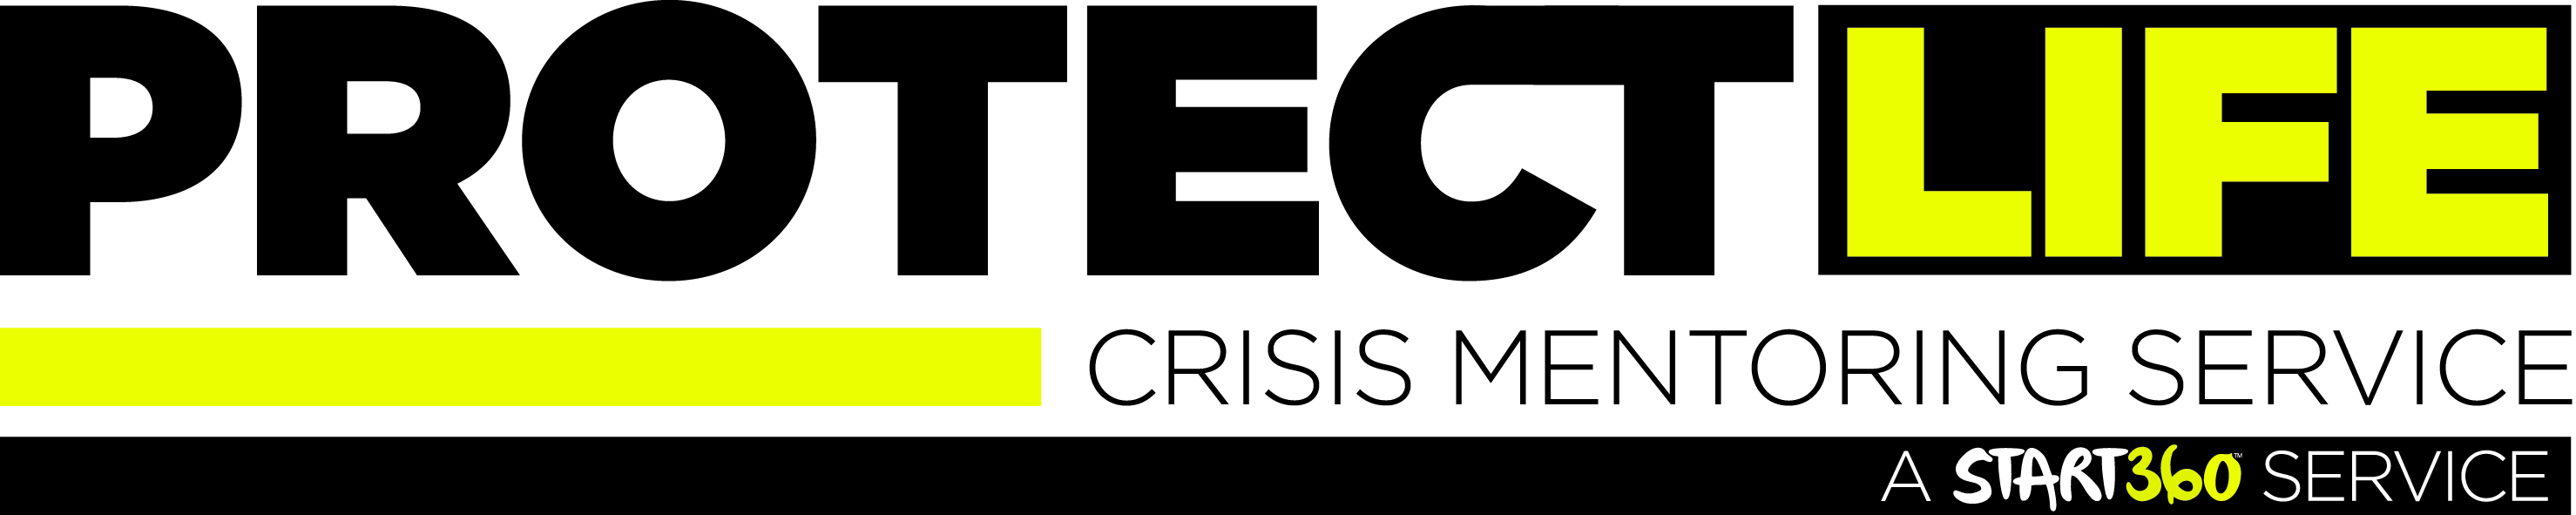 PROTECTLIFE
CRISIS MENTORING SERVICE
A START360™ SERVICE